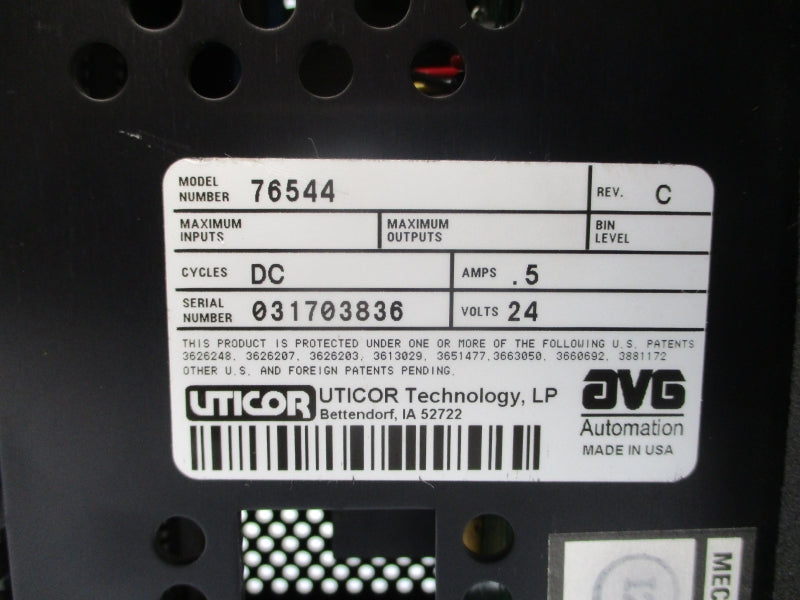 MODEL NUMBER 76544 REV. C
MAXIMUM INPUTS MAXIMUM OUTPUTS BIN LEVEL
CYCLES DC AMPS .5
SERIAL NUMBER 031703836 VOLTS 24
THIS PRODUCT IS PROTECTED UNDER ONE OR MORE OF THE FOLLOWING U.S. PATENTS
3626248, 3626207, 3626203, 3613029, 3651477,3663050, 3660692, 3881172
OTHER U.S. AND FOREIGN PATENTS PENDING.
UTICOR UTICOR Technology, LP AVG
Bettendorf, IA 52722
Automation
MADE IN USA
MEC